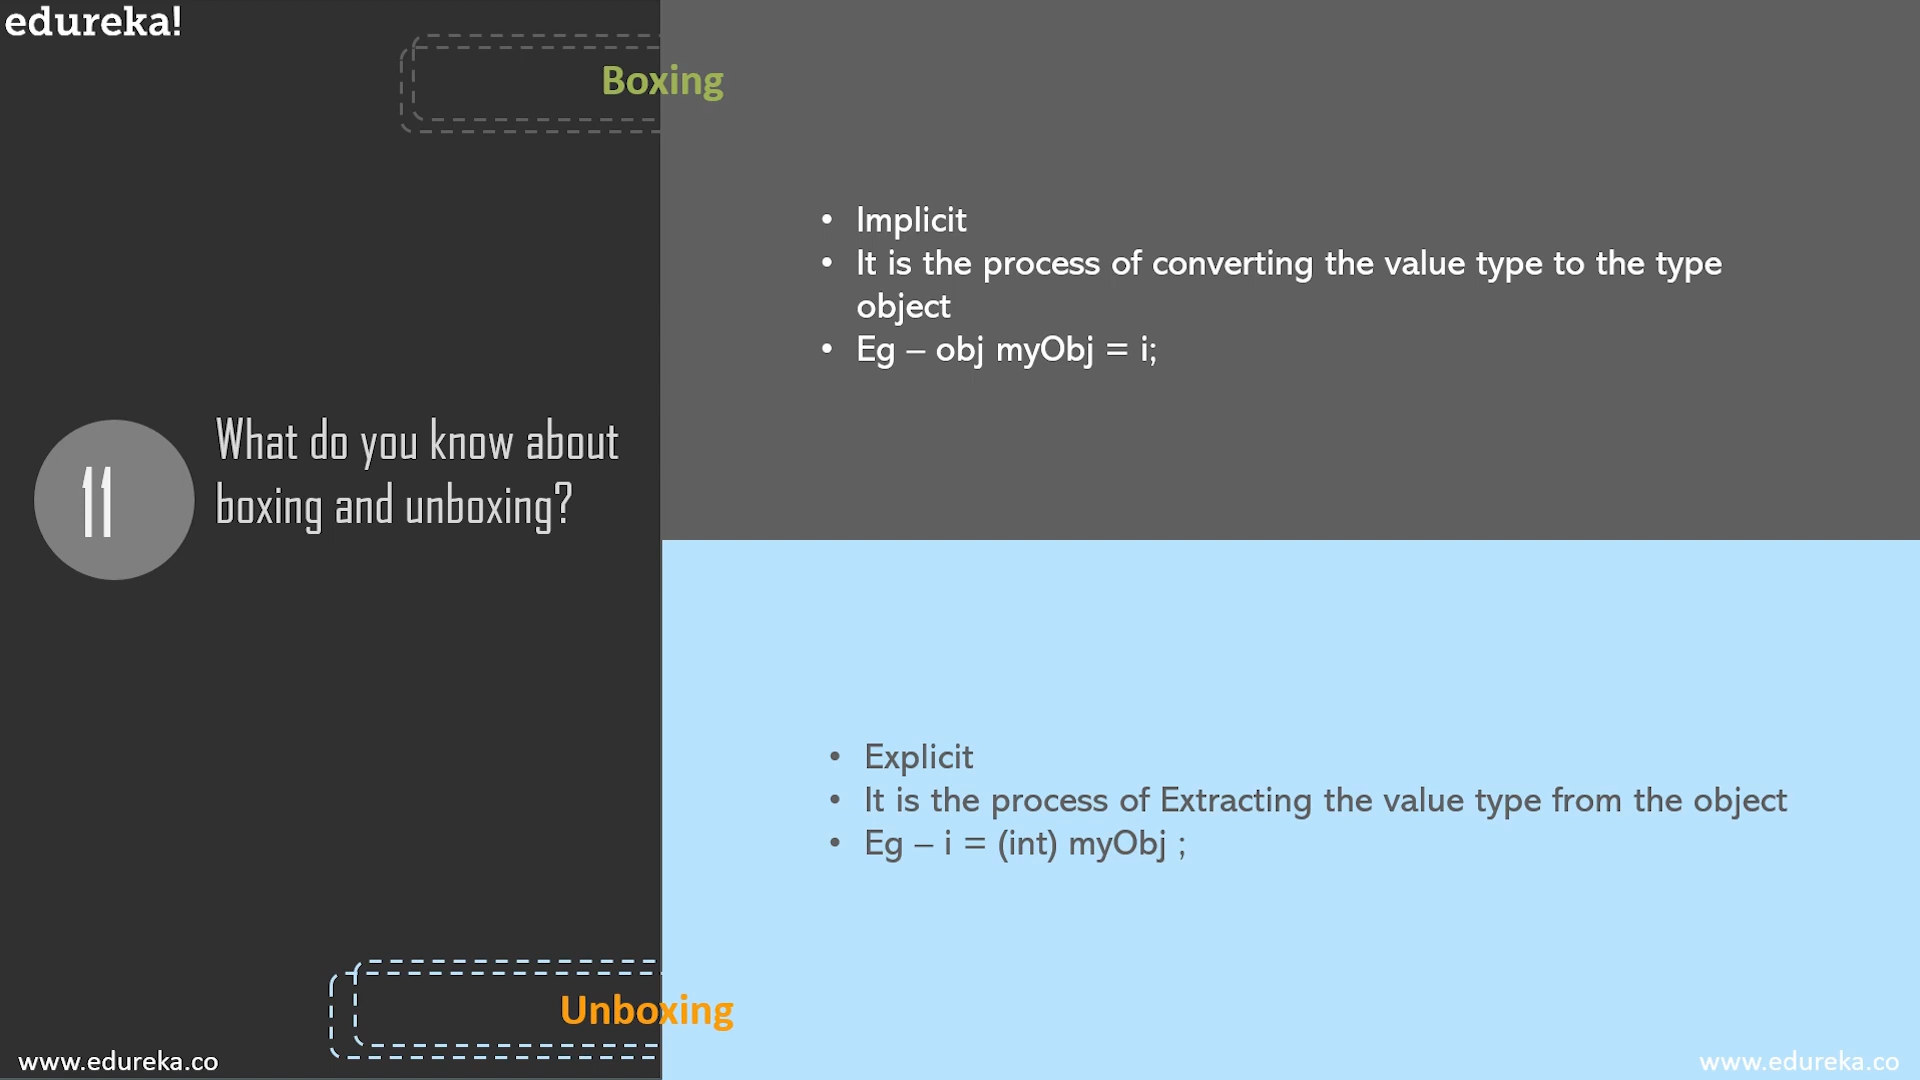 edureka!
Boxing
• Implicit
• It is the process of converting the value type to the type
object
• Eg – obj myObj = i;
11
What do you know about
boxing and unboxing?
• Explicit
• It is the process of Extracting the value type from the object
• Eg – i = (int) myObj ;
Unboxing
www.edureka.co
www.edureka.co